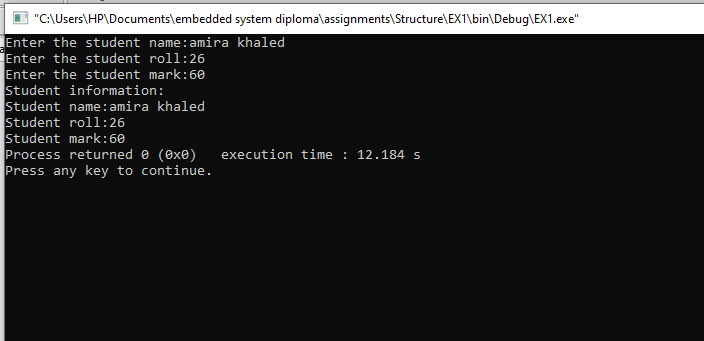 "C:\Users\HP\Documents\embedded system diploma\assignments\Structure\EX1\bin\Debug\EX1.exe"
Enter the student name:amira khaled
Enter the student roll:26
Enter the student mark:60
Student information:
Student name:amira khaled
Student roll:26
Student mark:60
Process returned 0 (0x0)   execution time : 12.184 s
Press any key to continue.